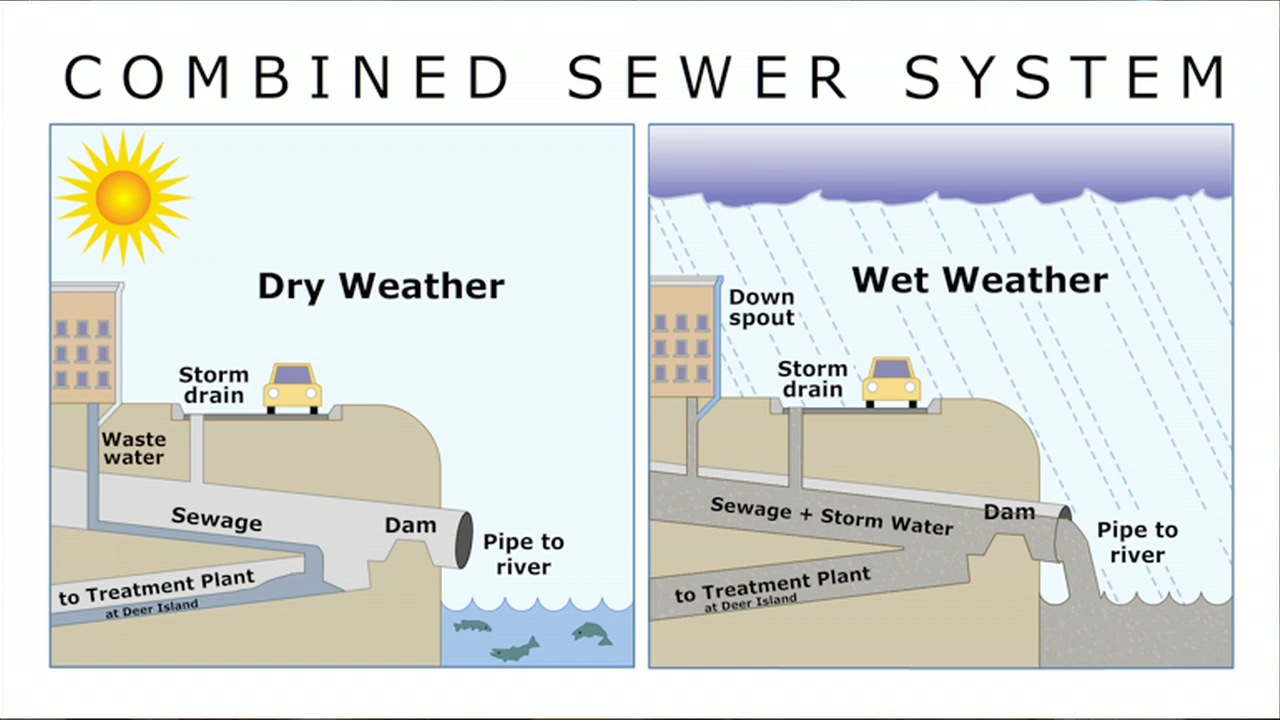 COMBINED SEWER SYSTEM
Dry Weather
Storm
drain
Waste
water
Sewage
Dam
Pipe to
river
to Treatment Plant
at Deer Island
Wet Weather
Down
spout
Storm
drain
Sewage + Storm Water
Dam
Pipe to
river
to Treatment Plant
at Deer Island